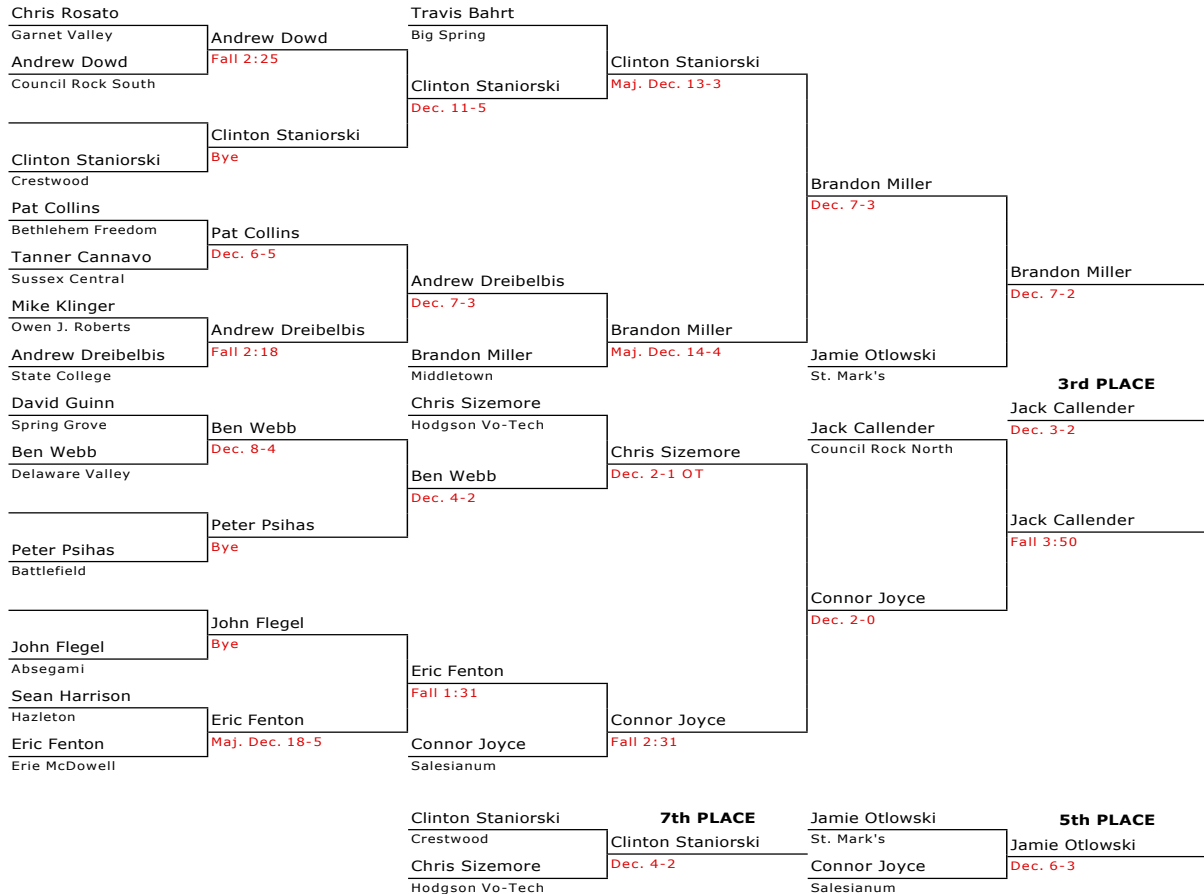 Chris Rosato
Garnet Valley
Andrew Dowd
Council Rock South
Clinton Staniorski
Crestwood
Pat Collins
Bethlehem Freedom
Tanner Cannavo
Sussex Central
Mike Klinger
Owen J. Roberts
Andrew Dreibelbis
State College
David Guinn
Spring Grove
Ben Webb
Delaware Valley
Peter Psihas
Battlefield
John Flegel
Absegami
Sean Harrison
Hazleton
Eric Fenton
Erie McDowell
Andrew Dowd
Fall 2:25
Clinton Staniorski
Bye
Pat Collins
Dec. 6-5
Andrew Dreibelbis
Fall 2:18
Ben Webb
Dec. 8-4
Peter Psihas
Bye
John Flegel
Bye
Eric Fenton
Maj. Dec. 18-5
Travis Bahrt
Big Spring
Clinton Staniorski
Dec. 11-5
Andrew Dreibelbis
Dec. 7-3
Brandon Miller
Middletown
Chris Sizemore
Hodgson Vo-Tech
Ben Webb
Dec. 4-2
Eric Fenton
Fall 1:31
Connor Joyce
Salesianum
Clinton Staniorski
Maj. Dec. 13-3
Brandon Miller
Maj. Dec. 14-4
Chris Sizemore
Dec. 2-1 OT
Connor Joyce
Fall 2:31
Brandon Miller
Dec. 7-3
Jamie Otlowski
St. Mark's
Jack Callender
Council Rock North
Connor Joyce
Dec. 2-0
Brandon Miller
Dec. 7-2
3rd PLACE
Jack Callender
Dec. 3-2
Jack Callender
Fall 3:50
Clinton Staniorski
Crestwood
Chris Sizemore
Hodgson Vo-Tech
7th PLACE
Clinton Staniorski
Dec. 4-2
Jamie Otlowski
St. Mark's
Connor Joyce
Salesianum
5th PLACE
Jamie Otlowski
Dec. 6-3